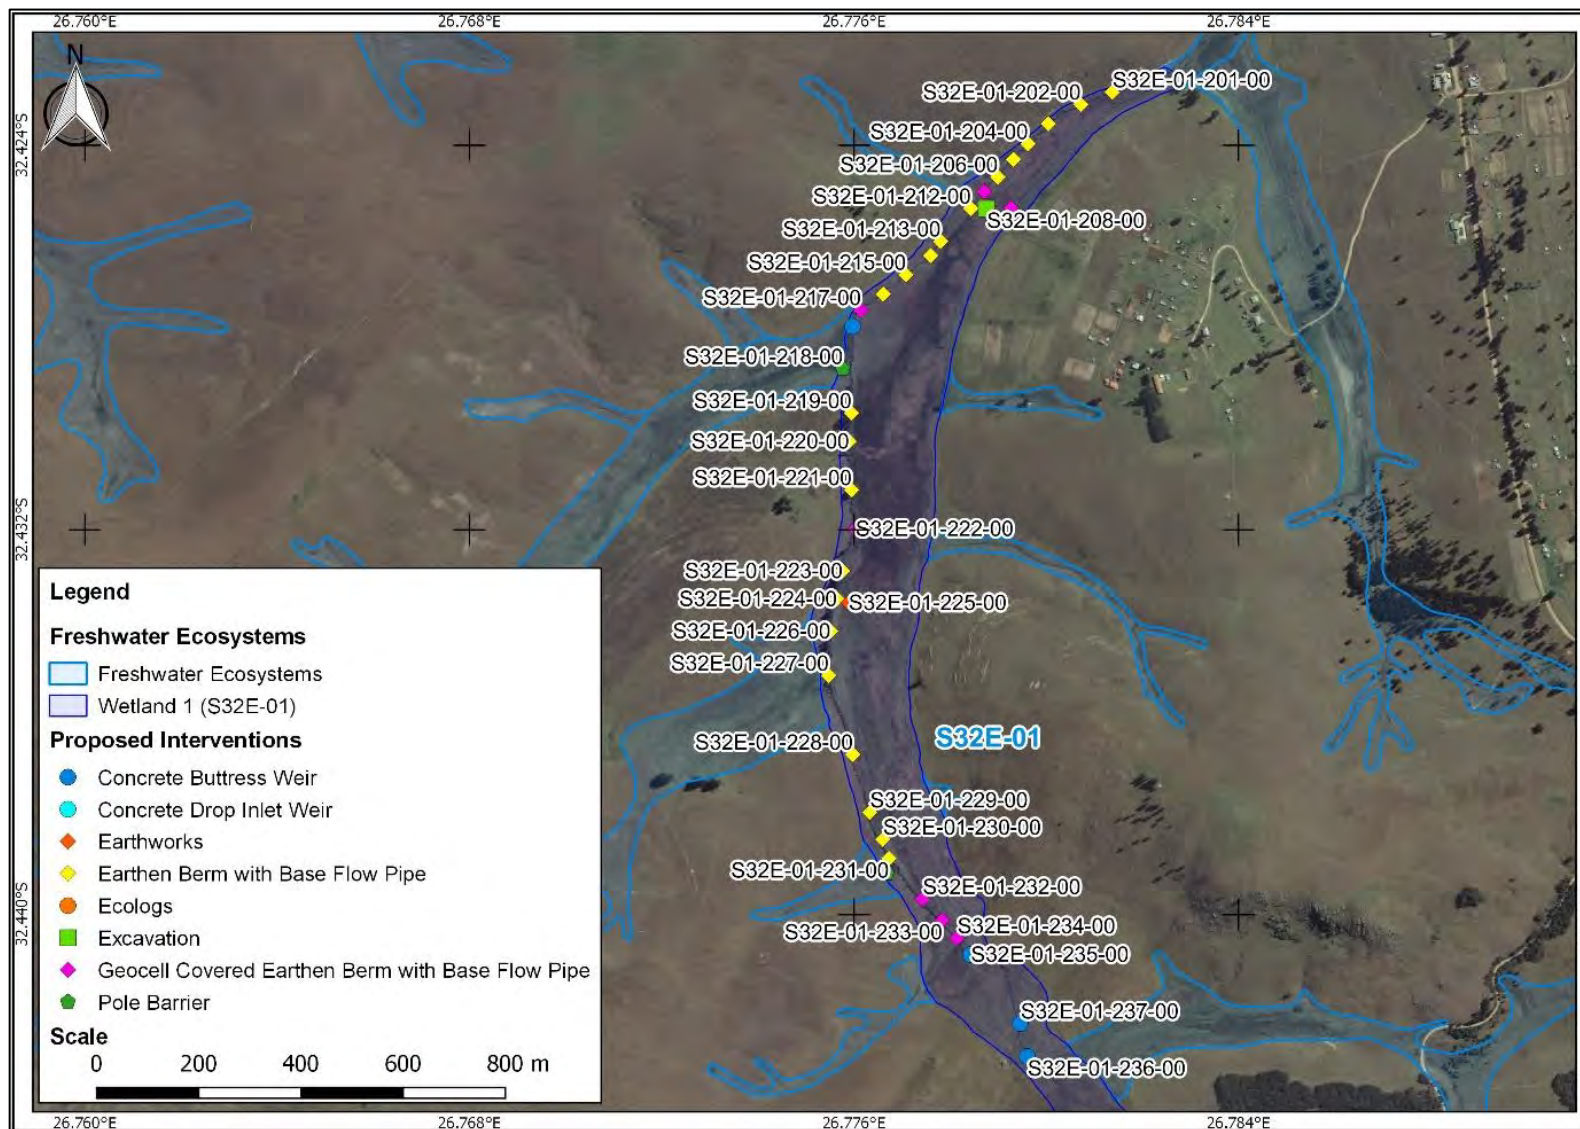 26.760°E 26.768°E 26.776°E 26.784°E
N
32.424°S
32.432°S
32.440°S
S32E-01-201-00
S32E-01-202-00
S32E-01-204-00
S32E-01-206-00
S32E-01-212-00
S32E-01-208-00
S32E-01-213-00
S32E-01-215-00
S32E-01-217-00
S32E-01-218-00
S32E-01-219-00
S32E-01-220-00
S32E-01-221-00
S32E-01-222-00
S32E-01-223-00
S32E-01-224-00
S32E-01-225-00
S32E-01-226-00
S32E-01-227-00
S32E-01-228-00
S32E-01
S32E-01-229-00
S32E-01-230-00
S32E-01-231-00
S32E-01-232-00
S32E-01-233-00
S32E-01-234-00
S32E-01-235-00
S32E-01-237-00
S32E-01-236-00
Legend
Freshwater Ecosystems
Freshwater Ecosystems
Wetland 1 (S32E-01)
Proposed Interventions
Concrete Buttress Weir
Concrete Drop Inlet Weir
Earthworks
Earthen Berm with Base Flow Pipe
Ecologs
Excavation
Geocell Covered Earthen Berm with Base Flow Pipe
Pole Barrier
Scale
0 200 400 600 800 m
26.760°E 26.768°E 26.776°E 26.784°E